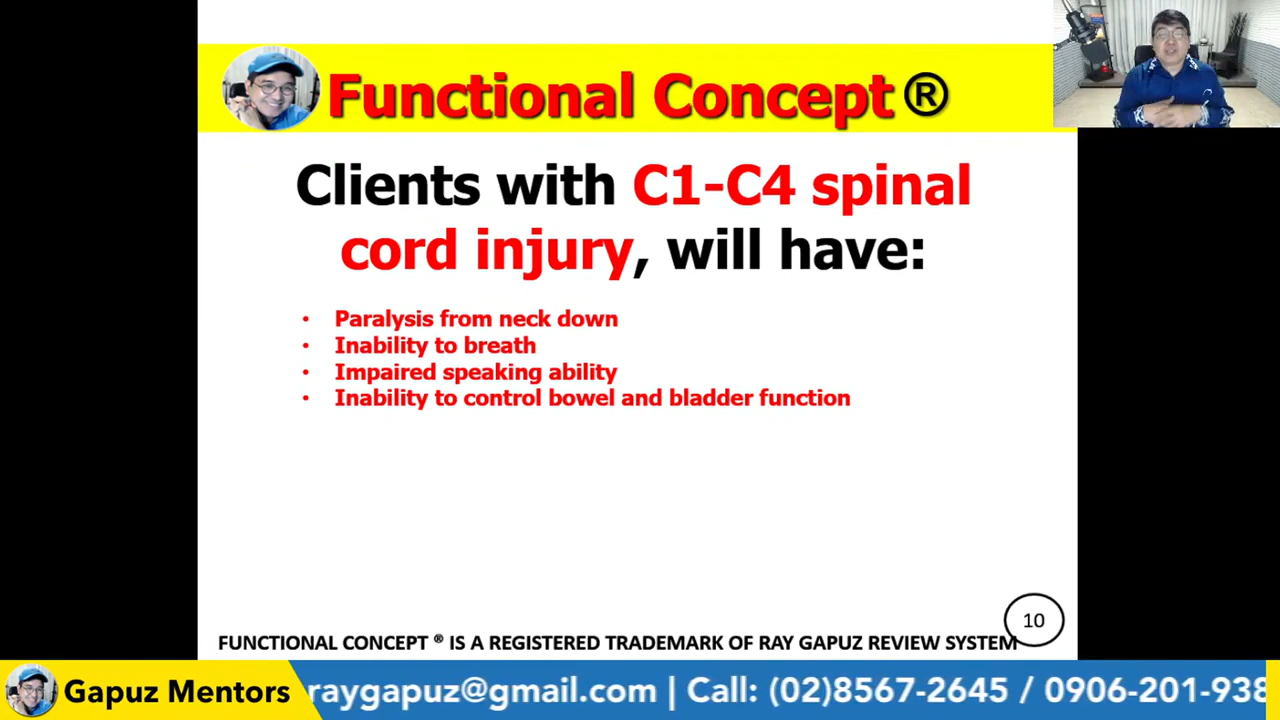 Functional Concept ®
Clients with C1-C4 spinal
cord injury, will have:
• Paralysis from neck down
• Inability to breath
• Impaired speaking ability
• Inability to control bowel and bladder function
10
FUNCTIONAL CONCEPT ® IS A REGISTERED TRADEMARK OF RAY GAPUZ REVIEW SYSTEM
Gapuz Mentors raygapuz@gmail.com | Call: (02)8567-2645 / 0906-201-938